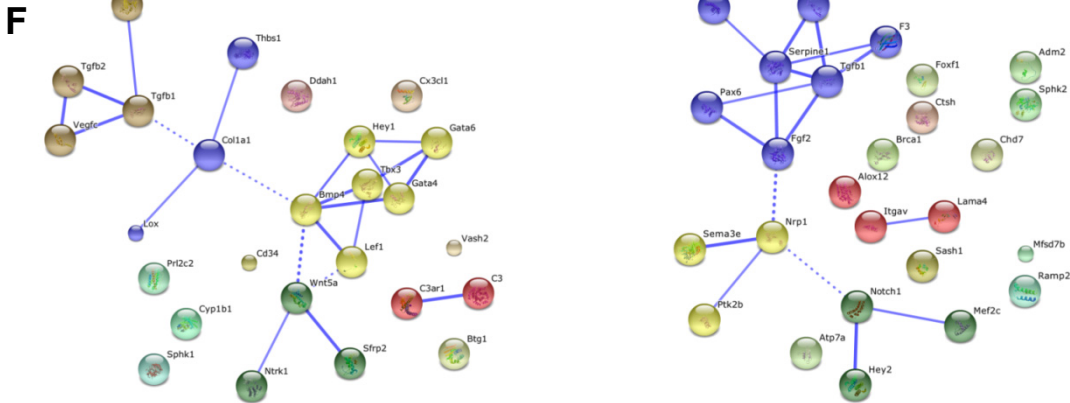 F
Thbs1
Tgfb2
Ddah1
Cx3cl1
Tgfb1
Vegfc
Hey1
Gata6
Col1a1
Tbx3
Gata4
Bmp4
Lox
Lef1
Vash2
Cd34
Prl2c2
Wnt5a
C3ar1
C3
Cyp1b1
Sfrp2
Btg1
Sphk1
Ntrk1
F3
Serpine1
Tgfb1
Foxf1
Adm2
Pax6
Ctsh
Sphk2
Fgf2
Brca1
Chd7
Alox12
Itgav
Lama4
Nrp1
Sema3e
Sash1
Mfsd7b
Ramp2
Ptk2b
Notch1
Mef2c
Atp7a
Hey2